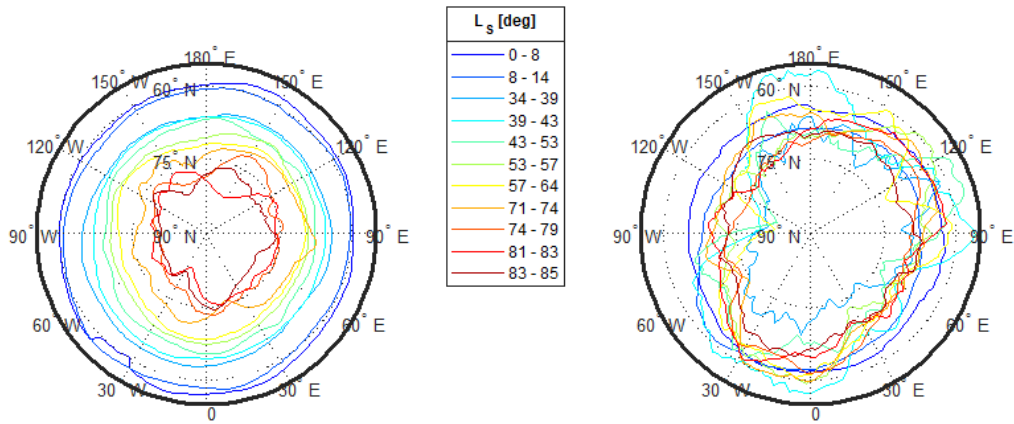 180° E
150° W
60° N
150° E
120° W
75° N
120° E
90° W
90° N
90° E
60° W
60° E
30° W
30° E
0
L S [deg]
0 - 8
8 - 14
34 - 39
39 - 43
43 - 53
53 - 57
57 - 64
71 - 74
74 - 79
81 - 83
83 - 85
180° E
150° W
60° N
150° E
120° W
75° N
120° E
90° W
90° N
90° E
60° W
60° E
30° W
30° E
0